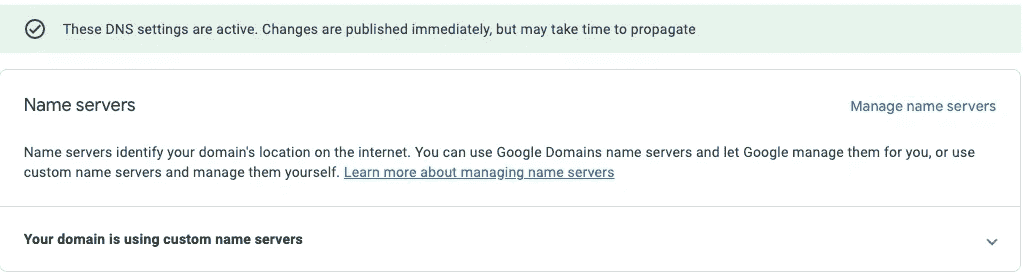 These DNS settings are active. Changes are published immediately, but may take time to propagate
Name servers
Manage name servers
Name servers identify your domain's location on the internet. You can use Google Domains name servers and let Google manage them for you, or use
custom name servers and manage them yourself. Learn more about managing name servers
Your domain is using custom name servers